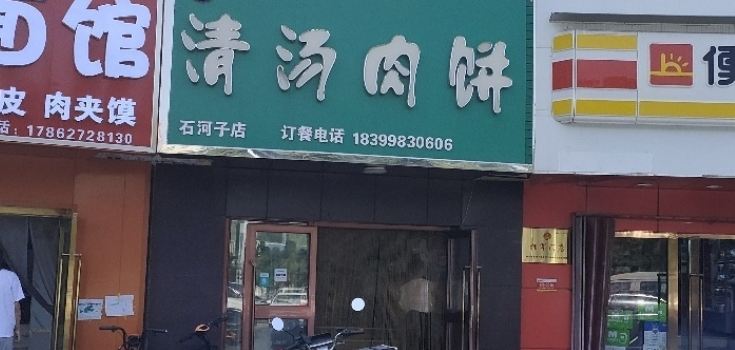 面馆
皮 肉夹馍
话：17862728130
清汤肉饼
石河子店 订餐电话 18399830606
便